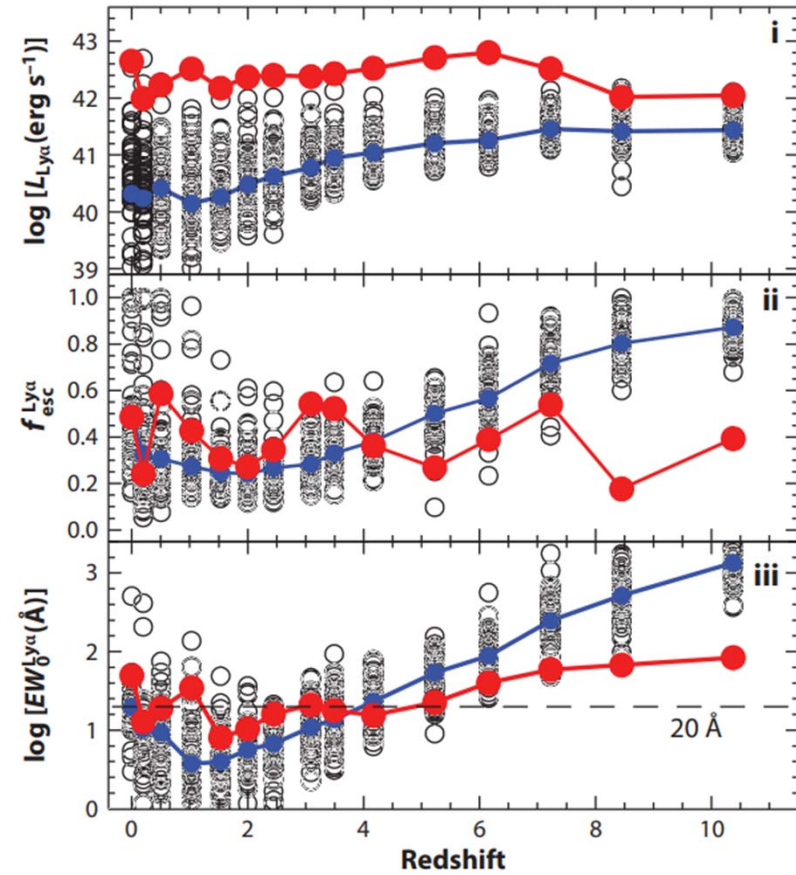 i
log [L_Lyα(erg s⁻¹)]
43
42
41
40
39
ii
f_esc^Lyα
1.0
0.8
0.6
0.4
0.2
0.0
iii
log [EW_0^Lyα(Å)]
3
2
1
0
20 Å
0 2 4 6 8 10
Redshift